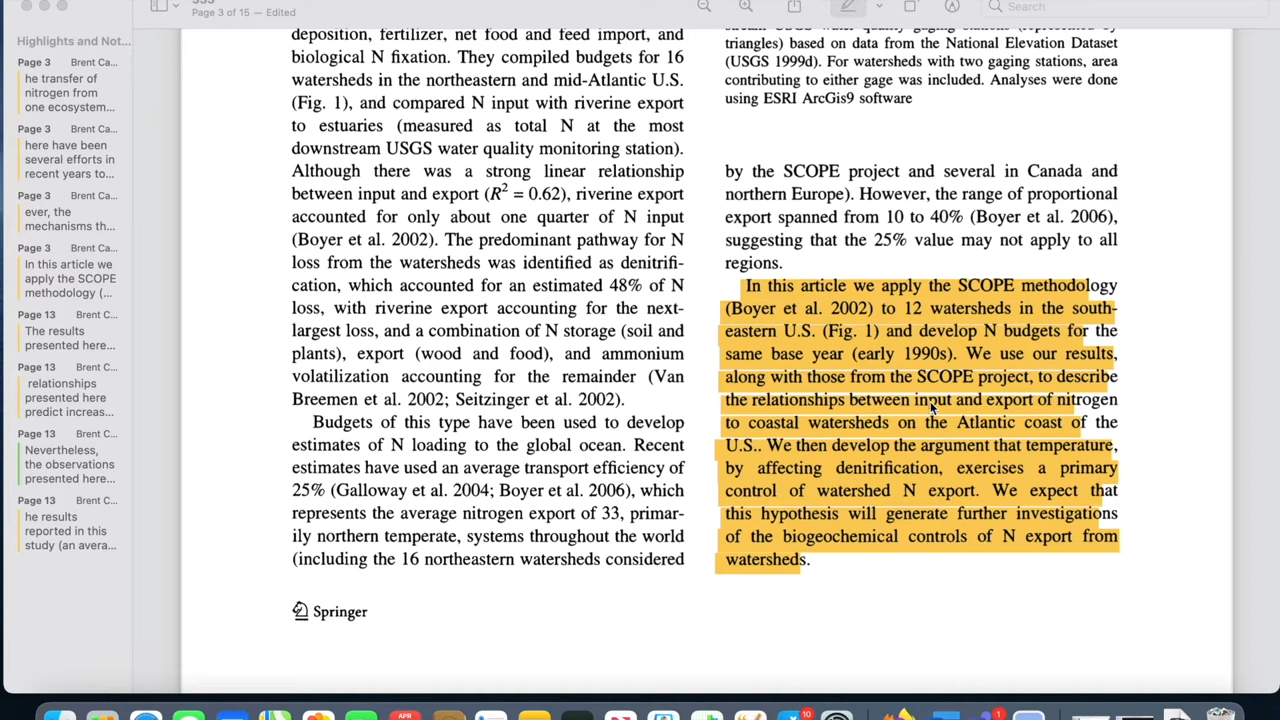 Page 3 of 15 — Edited
Search
Highlights and Not...
Page 3 Brent Ca...
he transfer of
nitrogen from
one ecosystem...
Page 3 Brent Ca...
here have been
several efforts in
recent years to...
Page 3 Brent Ca...
ever, the
mechanisms th...
Page 3 Brent Ca...
In this article we
apply the SCOPE
methodology (...
Page 13 Brent C...
The results
presented here...
Page 13 Brent C...
relationships
presented here
predict increas...
Page 13 Brent C...
Nevertheless,
the observations
presented here...
Page 13 Brent C...
he results
reported in this
study (an avera...
deposition, fertilizer, net food and feed import, and
biological N fixation. They compiled budgets for 16
watersheds in the northeastern and mid-Atlantic U.S.
(Fig. 1), and compared N input with riverine export
to estuaries (measured as total N at the most
downstream USGS water quality monitoring station).
Although there was a strong linear relationship
between input and export (R² = 0.62), riverine export
accounted for only about one quarter of N input
(Boyer et al. 2002). The predominant pathway for N
loss from the watersheds was identified as denitrifi-
cation, which accounted for an estimated 48% of N
loss, with riverine export accounting for the next-
largest loss, and a combination of N storage (soil and
plants), export (wood and food), and ammonium
volatilization accounting for the remainder (Van
Breemen et al. 2002; Seitzinger et al. 2002).
Budgets of this type have been used to develop
estimates of N loading to the global ocean. Recent
estimates have used an average transport efficiency of
25% (Galloway et al. 2004; Boyer et al. 2006), which
represents the average nitrogen export of 33, primar-
ily northern temperate, systems throughout the world
(including the 16 northeastern watersheds considered
Springer
triangles) based on data from the National Elevation Dataset
(USGS 1999d). For watersheds with two gaging stations, area
contributing to either gage was included. Analyses were done
using ESRI ArcGis9 software
by the SCOPE project and several in Canada and
northern Europe). However, the range of proportional
export spanned from 10 to 40% (Boyer et al. 2006),
suggesting that the 25% value may not apply to all
regions.
In this article we apply the SCOPE methodology
(Boyer et al. 2002) to 12 watersheds in the south-
eastern U.S. (Fig. 1) and develop N budgets for the
same base year (early 1990s). We use our results,
along with those from the SCOPE project, to describe
the relationships between input and export of nitrogen
to coastal watersheds on the Atlantic coast of the
U.S.. We then develop the argument that temperature,
by affecting denitrification, exercises a primary
control of watershed N export. We expect that
this hypothesis will generate further investigations
of the biogeochemical controls of N export from
watersheds.
APR
10
1